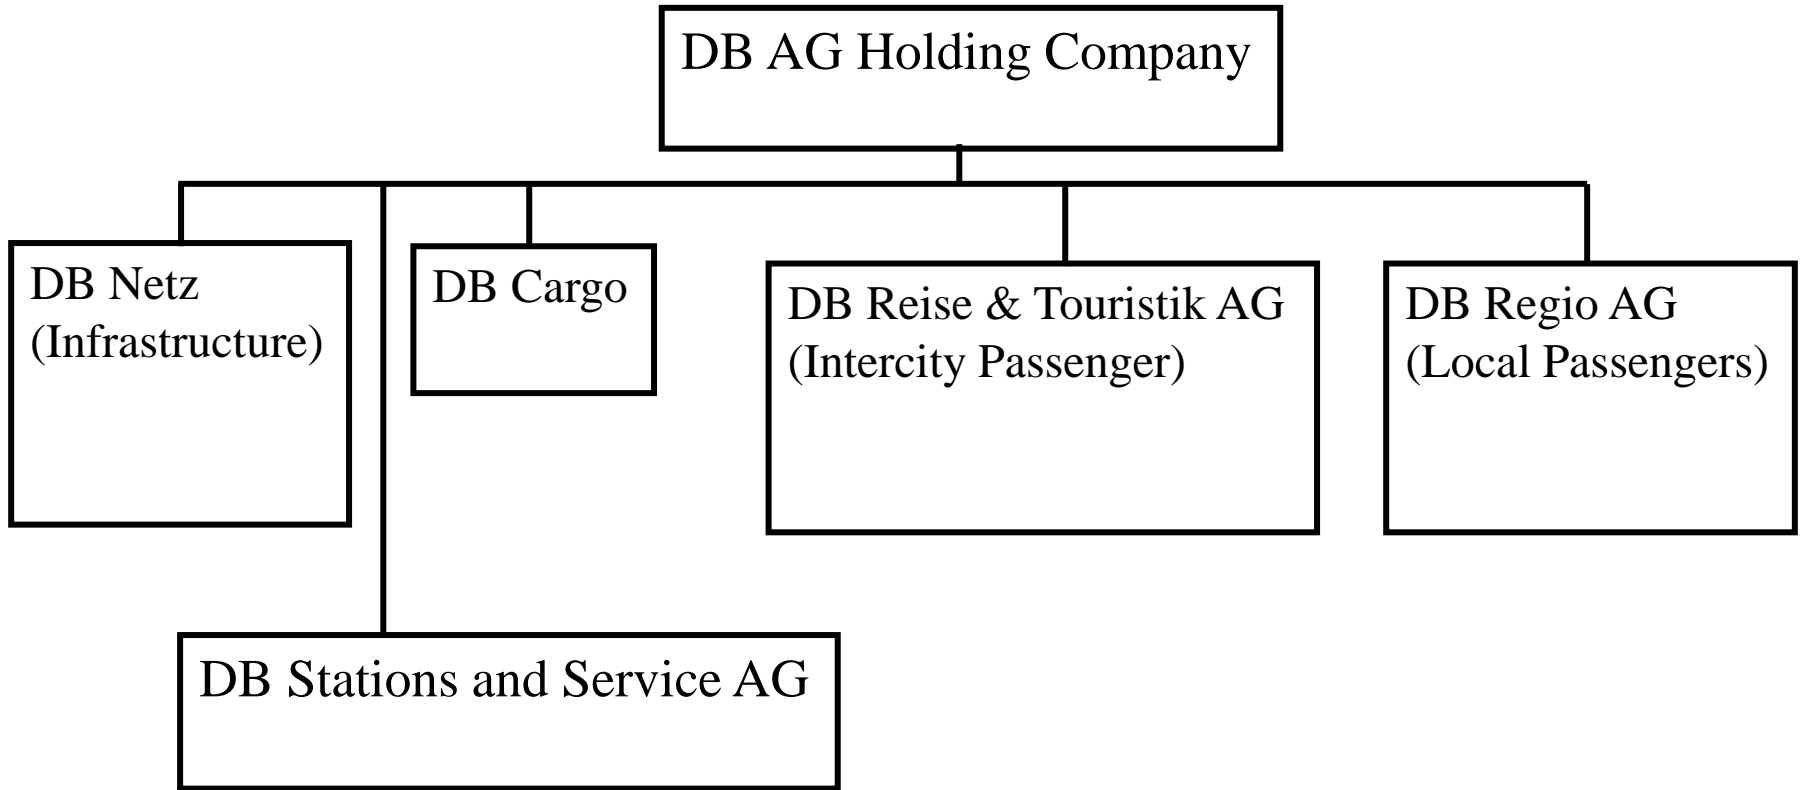 DB AG Holding Company
DB Netz
(Infrastructure)
DB Cargo
DB Reise & Touristik AG
(Intercity Passenger)
DB Regio AG
(Local Passengers)
DB Stations and Service AG